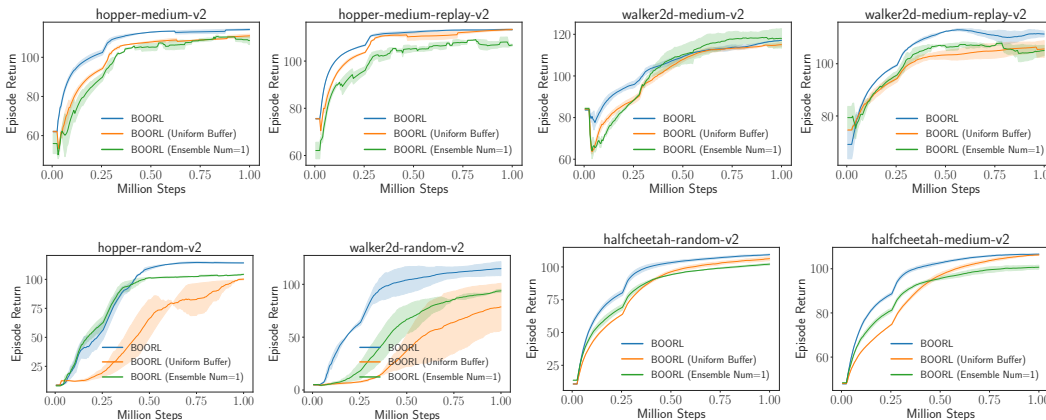 hopper-medium-v2
Episode Return
100
80
60
BOORL
BOORL (Uniform Buffer)
BOORL (Ensemble Num=1)
0.00 0.25 0.50 0.75 1.00
Million Steps
hopper-medium-replay-v2
Episode Return
100
80
60
BOORL
BOORL (Uniform Buffer)
BOORL (Ensemble Num=1)
0.00 0.25 0.50 0.75 1.00
Million Steps
walker2d-medium-v2
Episode Return
120
100
80
60
BOORL
BOORL (Uniform Buffer)
BOORL (Ensemble Num=1)
0.00 0.25 0.50 0.75 1.00
Million Steps
walker2d-medium-replay-v2
Episode Return
100
80
BOORL
BOORL (Uniform Buffer)
BOORL (Ensemble Num=1)
0.00 0.25 0.50 0.75 1.00
Million Steps
hopper-random-v2
Episode Return
100
75
50
25
BOORL
BOORL (Uniform Buffer)
BOORL (Ensemble Num=1)
0.00 0.25 0.50 0.75 1.00
Million Steps
walker2d-random-v2
Episode Return
100
50
0
BOORL
BOORL (Uniform Buffer)
BOORL (Ensemble Num=1)
0.00 0.25 0.50 0.75 1.00
Million Steps
halfcheetah-random-v2
Episode Return
100
75
50
25
BOORL
BOORL (Uniform Buffer)
BOORL (Ensemble Num=1)
0.00 0.25 0.50 0.75 1.00
Million Steps
halfcheetah-medium-v2
Episode Return
100
80
60
BOORL
BOORL (Uniform Buffer)
BOORL (Ensemble Num=1)
0.00 0.25 0.50 0.75 1.00
Million Steps